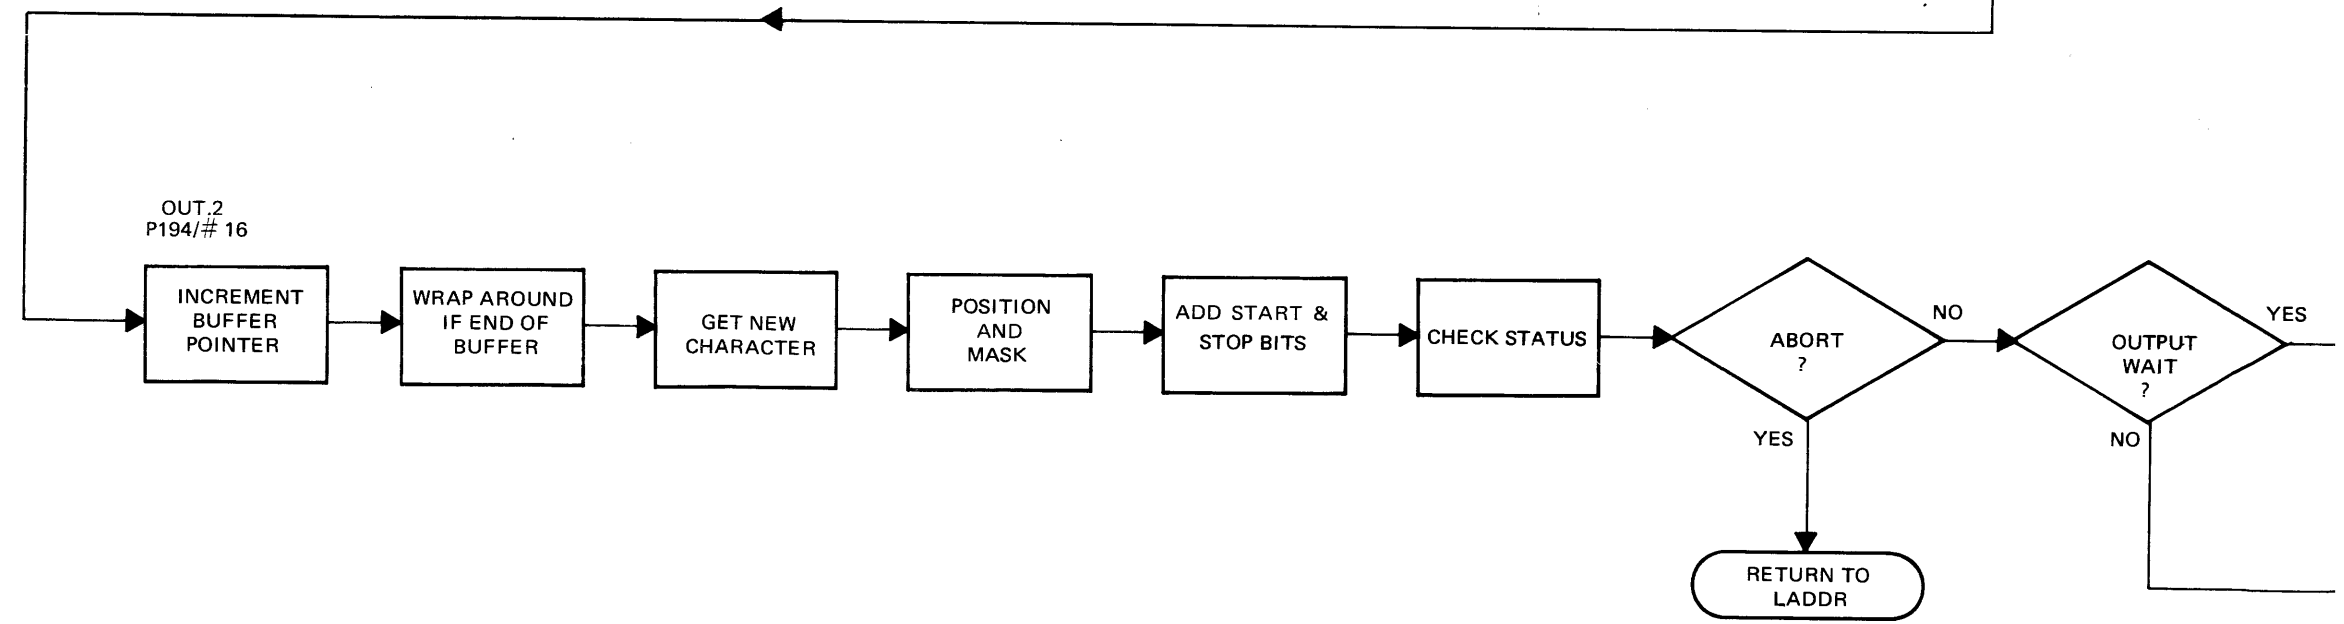 OUT.2
P194/# 16
INCREMENT
BUFFER
POINTER
WRAP AROUND
IF END OF
BUFFER
GET NEW
CHARACTER
POSITION
AND
MASK
ADD START &
STOP BITS
CHECK STATUS
ABORT
?
NO
YES
RETURN TO
LADDR
OUTPUT
WAIT
?
YES
NO